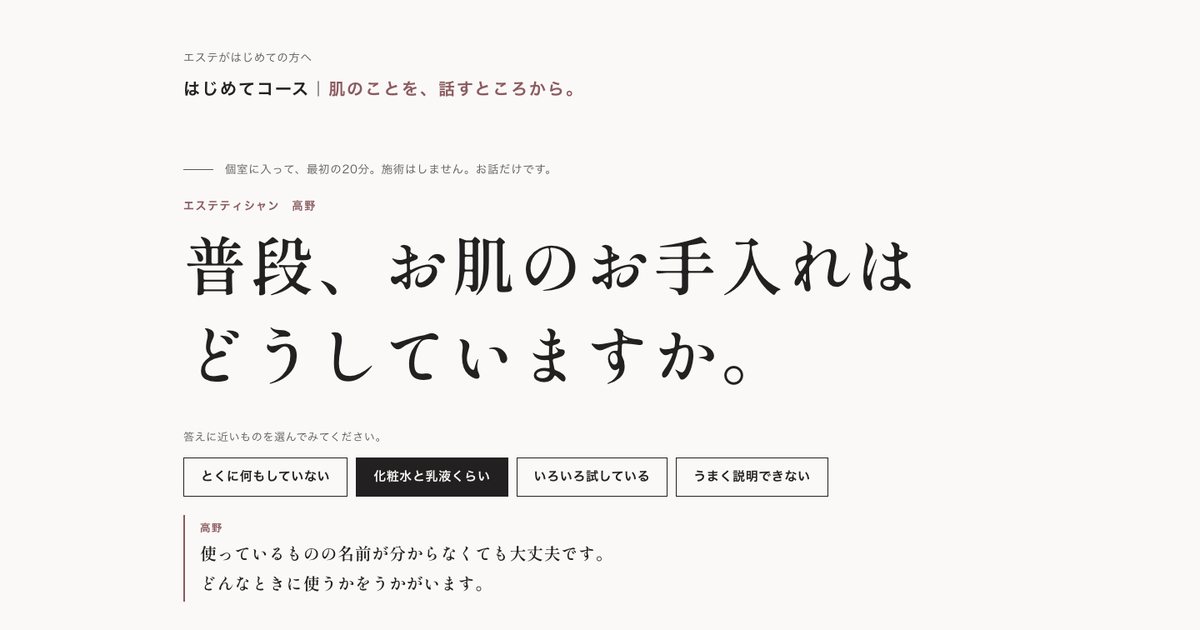 エステがはじめての方へ
はじめてコース｜肌のことを、話すところから。
個室に入って、最初の20分。施術はしません。お話だけです。
エステティシャン　高野
普段、お肌のお手入れは
どうしていますか。
答えに近いものを選んでみてください。
とくに何もしていない
化粧水と乳液くらい
いろいろ試している
うまく説明できない
高野
使っているものの名前が分からなくても大丈夫です。
どんなときに使うかをうかがいます。